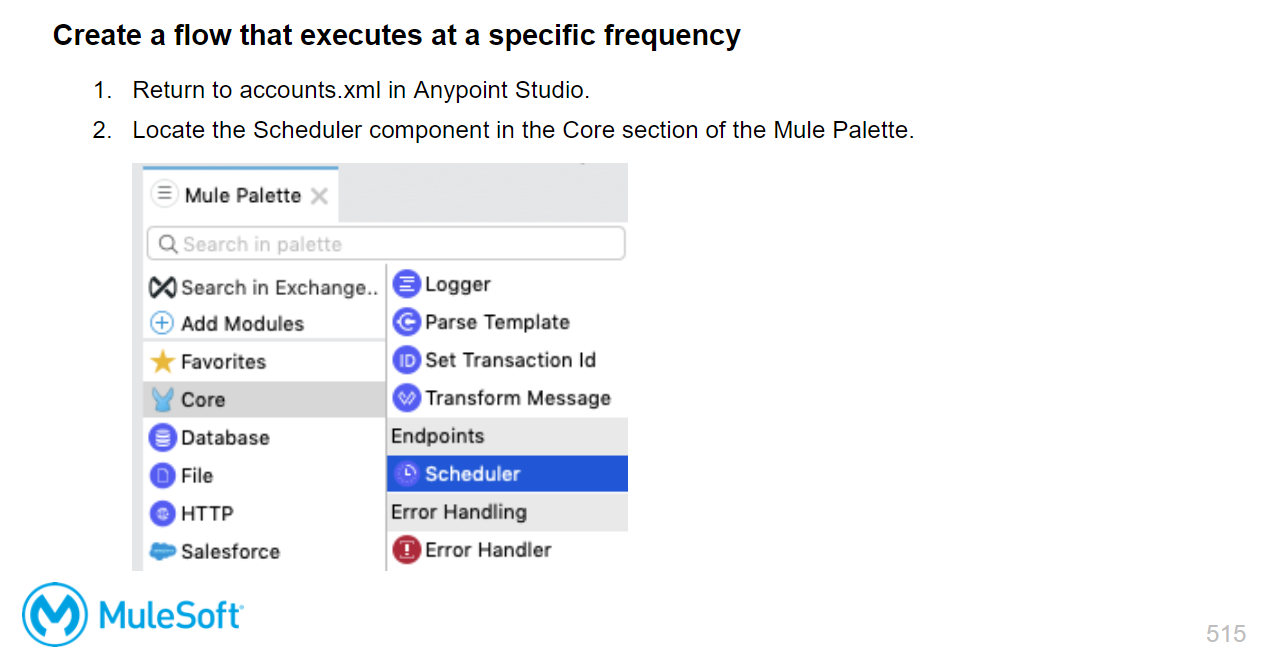 Create a flow that executes at a specific frequency
1. Return to accounts.xml in Anypoint Studio.
2. Locate the Scheduler component in the Core section of the Mule Palette.
Mule Palette
Search in palette
Search in Exchange..
Add Modules
Favorites
Core
Database
File
HTTP
Salesforce
Logger
Parse Template
ID Set Transaction Id
Transform Message
Endpoints
Scheduler
Error Handling
Error Handler
MuleSoft
515